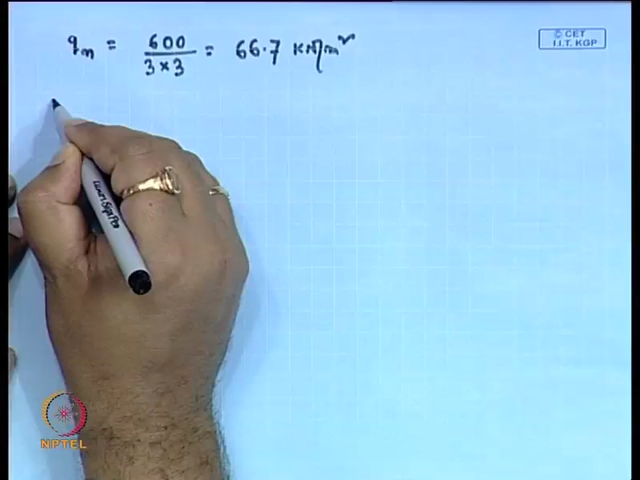 qn = 600 / 3 × 3 = 66.7 kN/m²
© CET
I.I.T. KGP
NPTEL